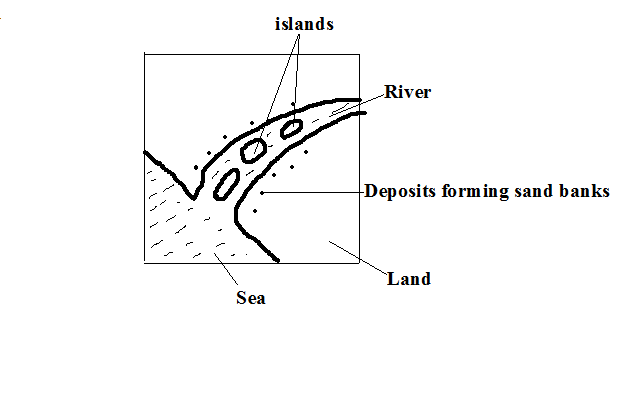 islands
River
Deposits forming sand banks
Land
Sea